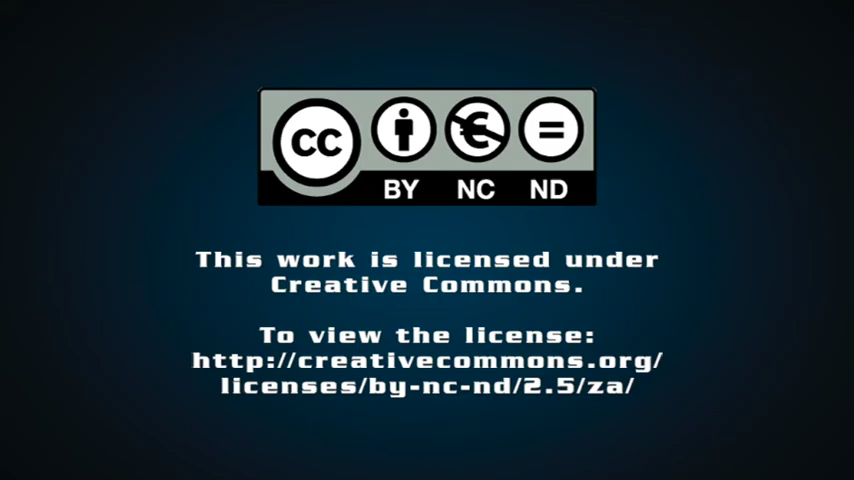 CC
BY NC ND
This work is licensed under
Creative Commons.
To view the license:
http://creativecommons.org/
licenses/by-nc-nd/2.5/za/